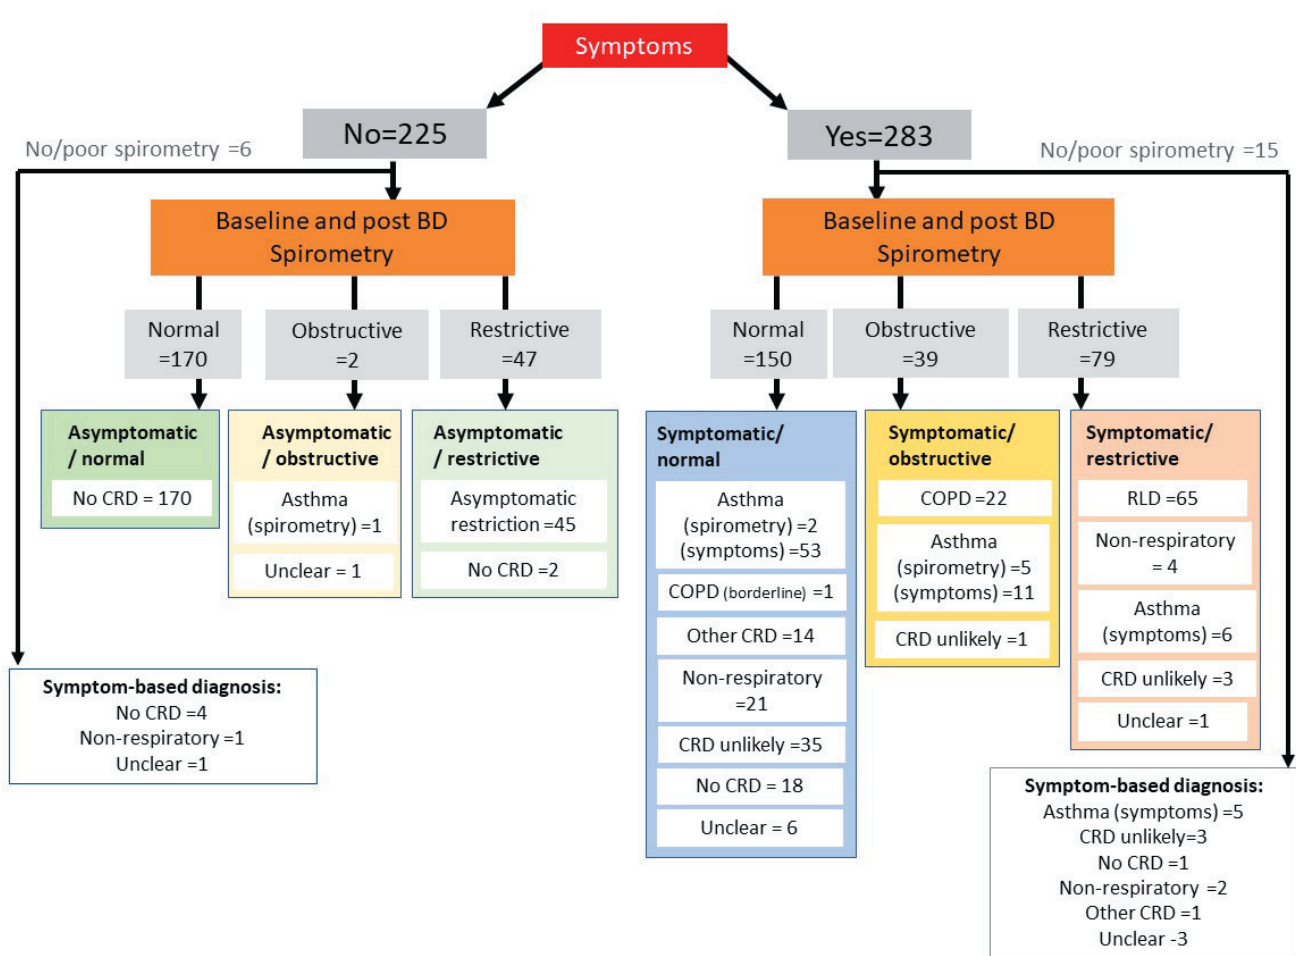 Symptoms
No=225
Yes=283
No/poor spirometry =6
No/poor spirometry =15
Baseline and post BD
Spirometry
Baseline and post BD
Spirometry
Normal
=170
Obstructive
=2
Restrictive
=47
Normal
=150
Obstructive
=39
Restrictive
=79
Asymptomatic
/ normal
No CRD = 170
Asymptomatic
/ obstructive
Asthma
(spirometry) =1
Unclear = 1
Asymptomatic
/ restrictive
Asymptomatic
restriction =45
No CRD =2
Symptomatic/
normal
Asthma
(spirometry) =2
(symptoms) =53
COPD (borderline) =1
Other CRD =14
Non-respiratory
=21
CRD unlikely =35
No CRD = 18
Unclear = 6
Symptomatic/
obstructive
COPD =22
Asthma
(spirometry) =5
(symptoms) =11
CRD unlikely =1
Symptomatic/
restrictive
RLD =65
Non-respiratory
= 4
Asthma
(symptoms) =6
CRD unlikely =3
Unclear =1
Symptom-based diagnosis:
No CRD =4
Non-respiratory =1
Unclear =1
Symptom-based diagnosis:
Asthma (symptoms) =5
CRD unlikely=3
No CRD =1
Non-respiratory =2
Other CRD =1
Unclear -3